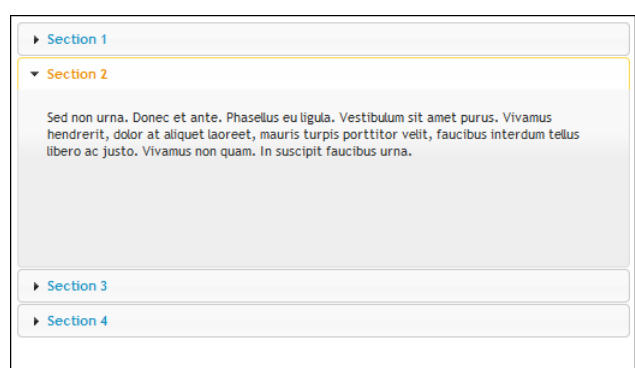 Section 1
Section 2
Sed non urna. Donec et ante. Phasellus eu ligula. Vestibulum sit amet purus. Vivamus
hendrerit, dolor at aliquet laoreet, mauris turpis porttitor velit, faucibus interdum tellus
libero ac justo. Vivamus non quam. In suscipit faucibus urna.
Section 3
Section 4